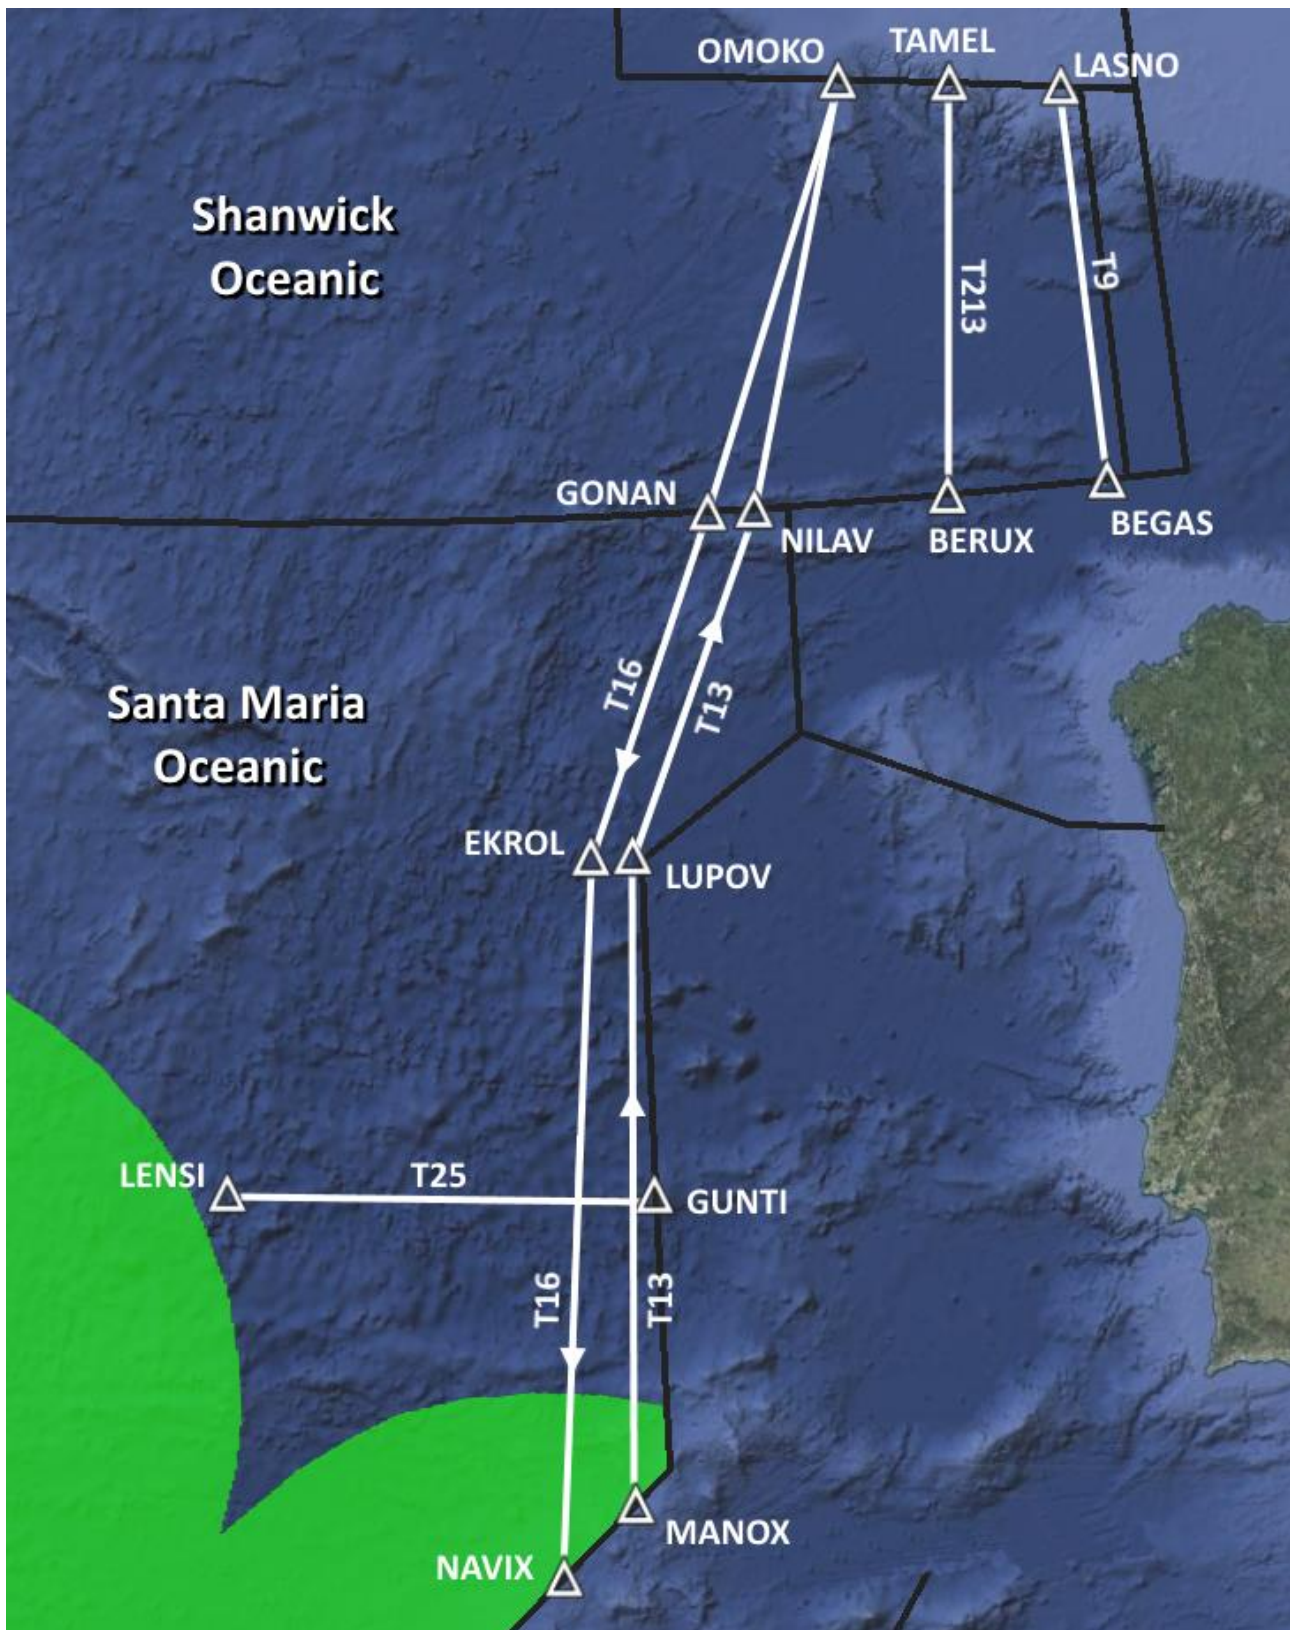 OMOKO
TAMEL
LASNO
Shanwick
Oceanic
T213
T9
GONAN
NILAV
BERUX
BEGAS
T16
T13
Santa Maria
Oceanic
EKROL
LUPOV
LENSI
T25
GUNTI
T16
T13
MANOX
NAVIX